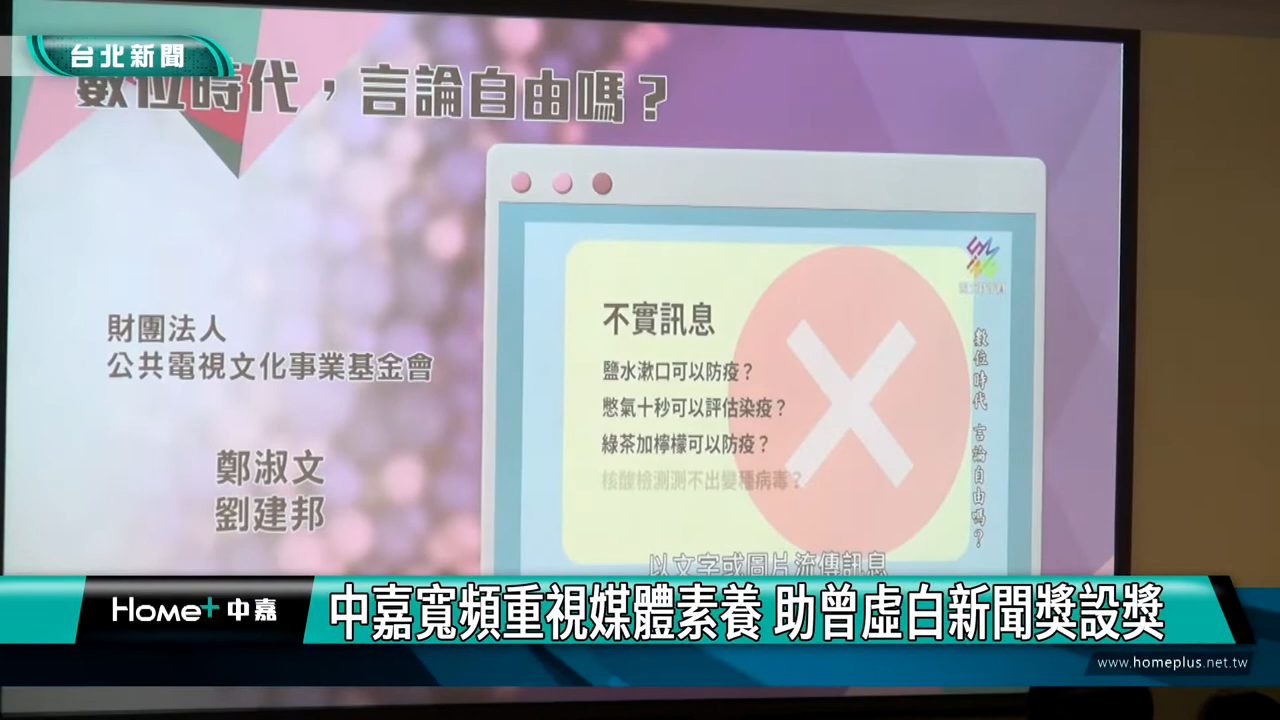 台北新聞
數位時代，言論自由嗎？
財團法人
公共電視文化事業基金會
鄭淑文
劉建邦
不實訊息
鹽水漱口可以防疫？
憋氣十秒可以評估染疫？
綠茶加檸檬可以防疫？
核酸檢測測不出變種病毒？
數位時代 言論自由嗎？
以文字或圖片流傳訊息
Home+ 中嘉
中嘉寬頻重視媒體素養 助曾虛白新聞獎設獎
www.homeplus.net.tw